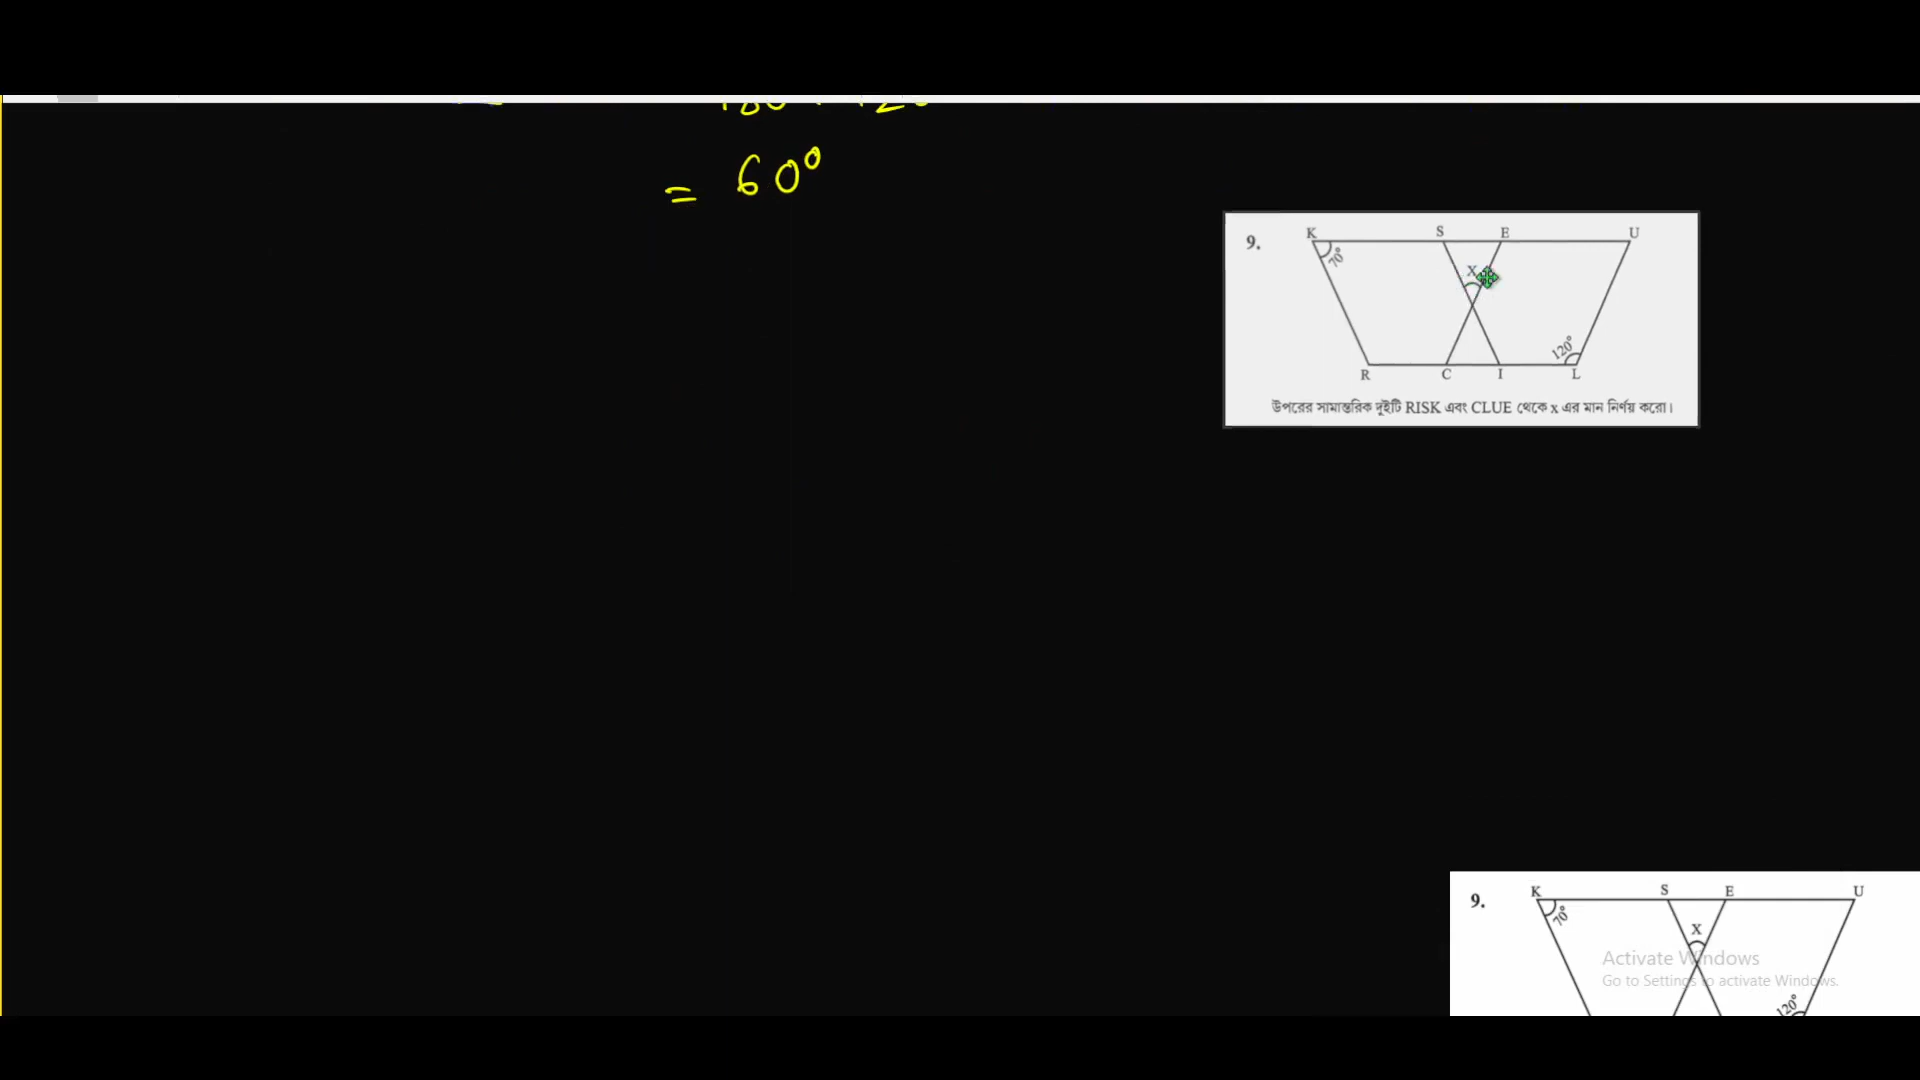 = 60°
9.
K S E U
70°
X
120°
R C I L
উপরের সামান্তরিক দুইটি RISK এবং CLUE থেকে x এর মান নির্ণয় করো।
9.
K S E U
70°
X
Activate Windows
Go to Settings to activate Windows.
120°